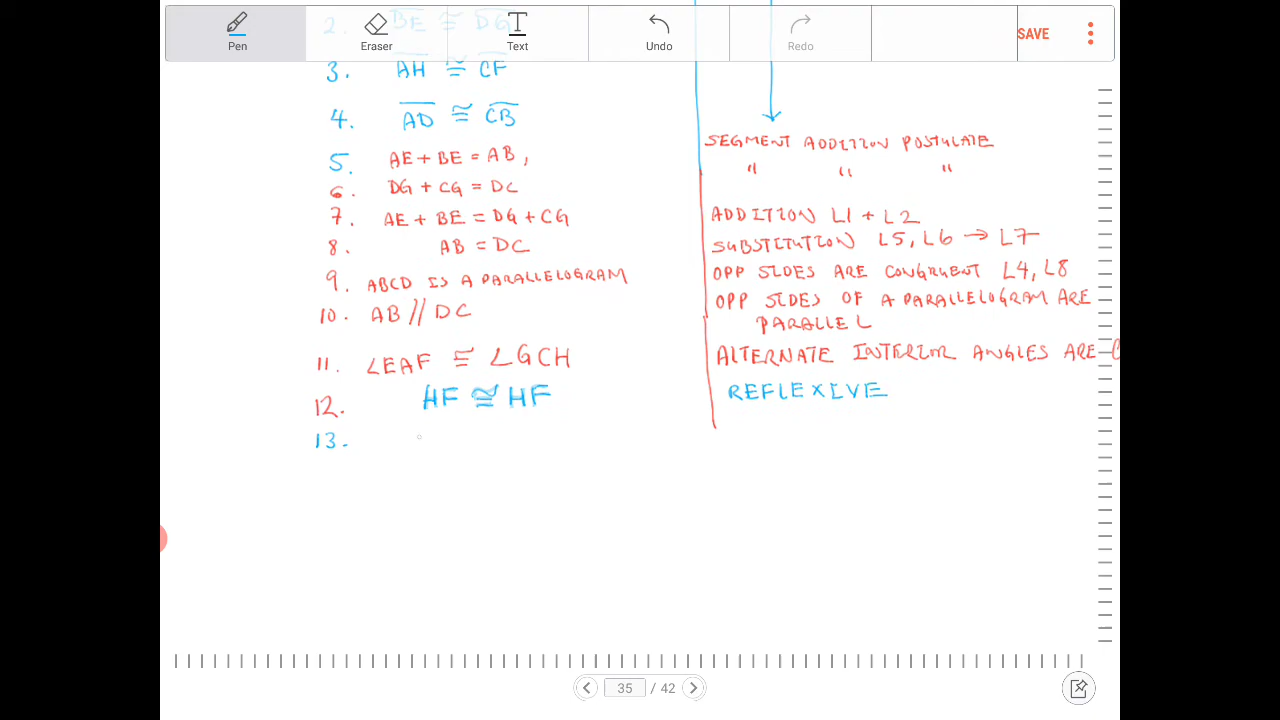 Pen Eraser Text Undo Redo SAVE
2. BE ≅ DG
3. AH ≅ CF
4. AD ≅ CB
5. AE + BE = AB, SEGMENT ADDITION POSTULATE
6. DG + CG = DC " " "
7. AE + BE = DG + CG ADDITION L1 + L2
8. AB = DC SUBSTITUTION L5, L6 → L7
9. ABCD IS A PARALLELOGRAM OPP SIDES ARE CONGRUENT L4, L8
10. AB // DC OPP SIDES OF A PARALLELOGRAM ARE
PARALLEL
11. ∠EAF ≅ ∠GCH ALTERNATE INTERIOR ANGLES ARE
12. HF ≅ HF REFLEXIVE
13.
35 / 42